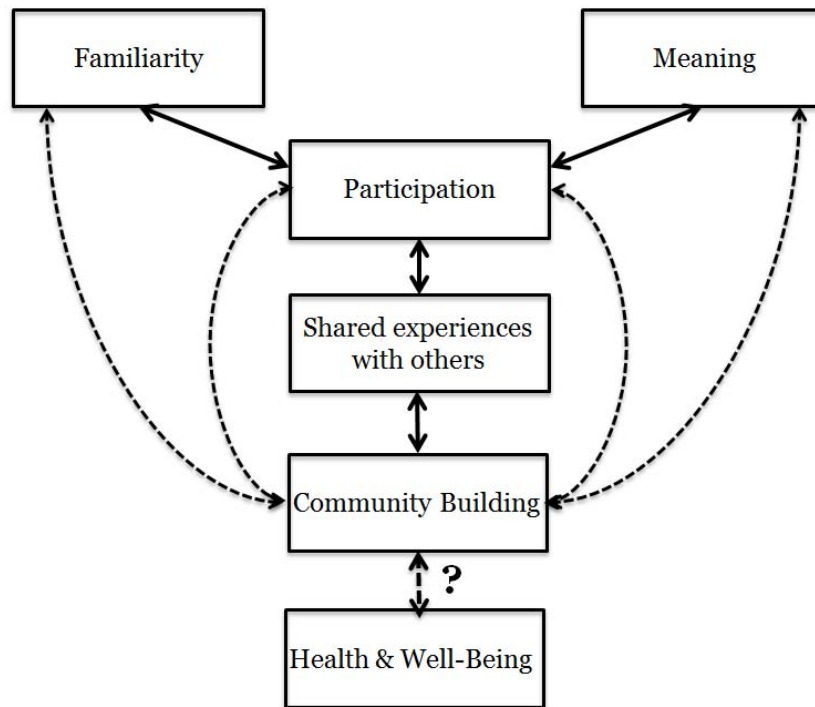 Familiarity
Meaning
Participation
Shared experiences
with others
Community Building
?
Health & Well-Being